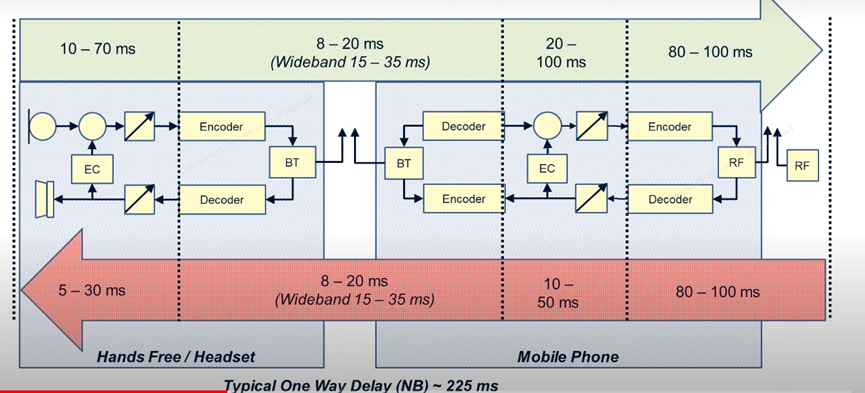 10 – 70 ms
8 – 20 ms
(Wideband 15 – 35 ms)
20 –
100 ms
80 – 100 ms
Encoder
BT
EC
Decoder
Decoder
BT
EC
Encoder
Encoder
RF
Decoder
RF
5 – 30 ms
8 – 20 ms
(Wideband 15 – 35 ms)
10 –
50 ms
80 – 100 ms
Hands Free / Headset
Mobile Phone
Typical One Way Delay (NB) ~ 225 ms